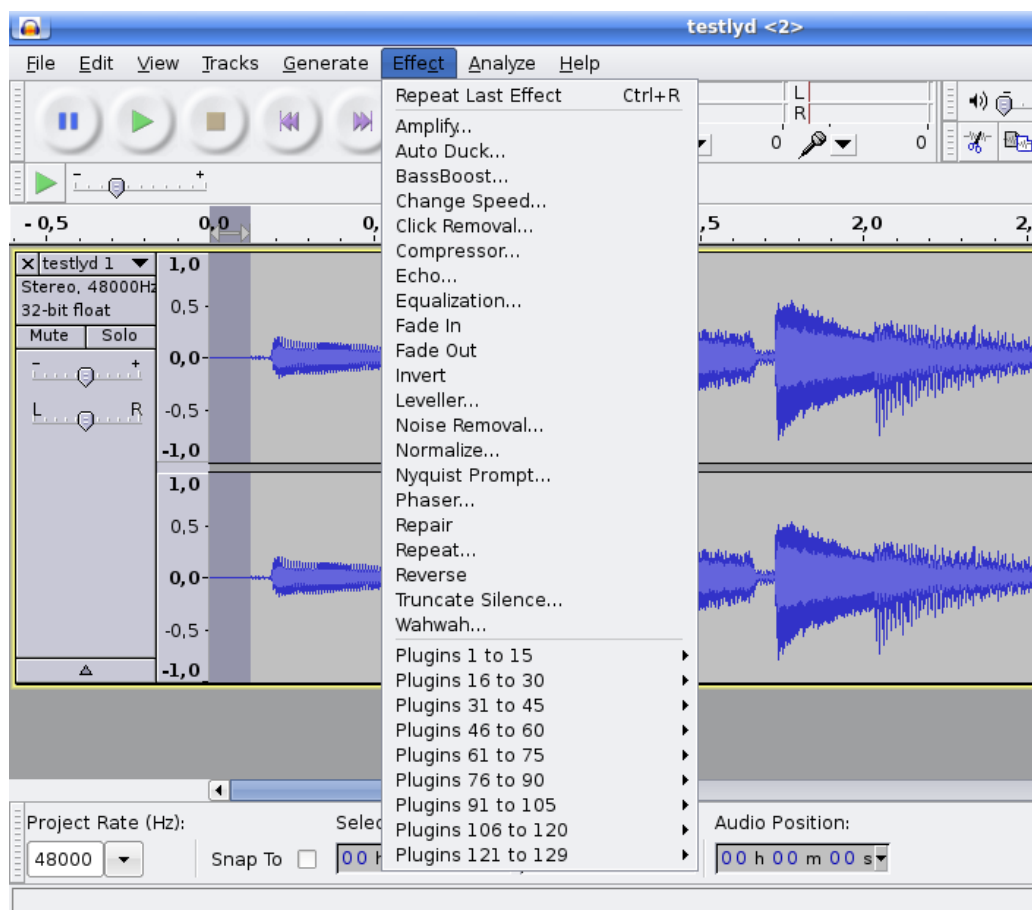 testlyd <2>
File Edit View Tracks Generate Effect Analyze Help
Repeat Last Effect Ctrl+R
L
R
0 0
Amplify...
Auto Duck...
BassBoost...
Change Speed...
Click Removal...
Compressor...
Echo...
Equalization...
Fade In
Fade Out
Invert
Leveller...
Noise Removal...
Normalize...
Nyquist Prompt...
Phaser...
Repair
Repeat...
Reverse
Truncate Silence...
Wahwah...
Plugins 1 to 15
Plugins 16 to 30
Plugins 31 to 45
Plugins 46 to 60
Plugins 61 to 75
Plugins 76 to 90
Plugins 91 to 105
Plugins 106 to 120
Plugins 121 to 129
- +
- 0,5 0,0 0, ,5 2,0 2,
X testlyd 1
Stereo, 48000Hz
32-bit float
Mute Solo
- +
L R
1,0
0,5
0,0
-0,5
-1,0
1,0
0,5
0,0
-0,5
-1,0
Project Rate (Hz):
48000
Snap To
Selec
00 h
Audio Position:
00 h 00 m 00 s